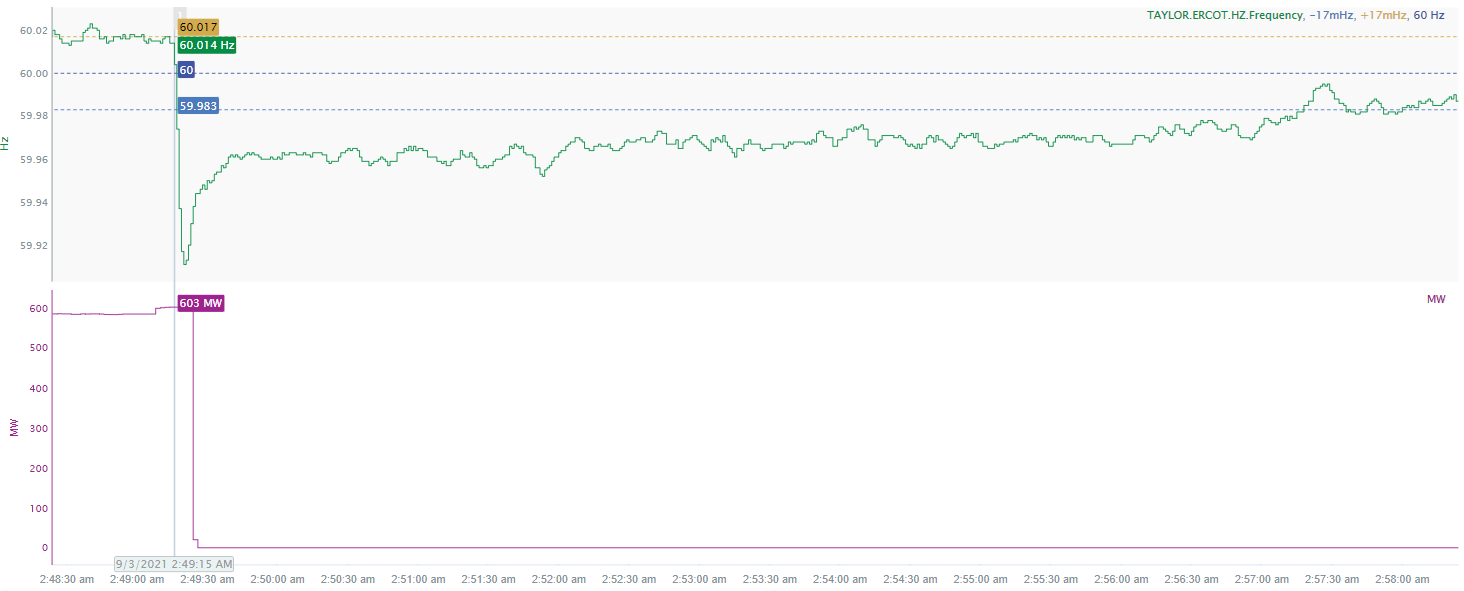 TAYLOR.ERCOT.HZ.Frequency, -17mHz, +17mHz, 60 Hz
60.02
60.00
59.98
59.96
59.94
59.92
Hz
60.017
60.014 Hz
60
59.983
MW
603 MW
600
500
400
300
200
100
0
MW
9/3/2021 2:49:15 AM
2:48:30 am 2:49:00 am 2:49:30 am 2:50:00 am 2:50:30 am 2:51:00 am 2:51:30 am 2:52:00 am 2:52:30 am 2:53:00 am 2:53:30 am 2:54:00 am 2:54:30 am 2:55:00 am 2:55:30 am 2:56:00 am 2:56:30 am 2:57:00 am 2:57:30 am 2:58:00 am